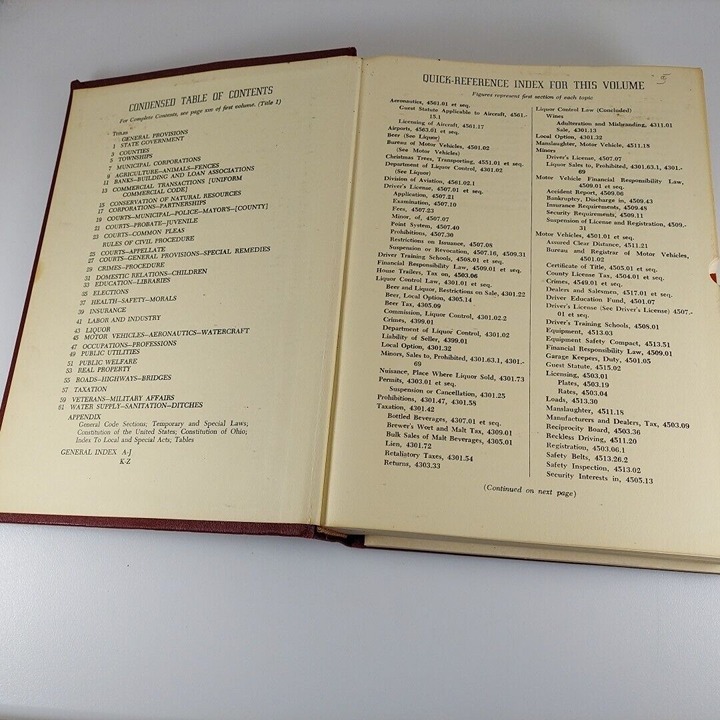 CONDENSED TABLE OF CONTENTS
For Complete Contents, see page xxv of first volume. (Title 1)
Titles
GENERAL PROVISIONS
1 STATE GOVERNMENT
3 COUNTIES
5 TOWNSHIPS
7 MUNICIPAL CORPORATIONS
9 AGRICULTURE—ANIMALS—FENCES
11 BANKS—BUILDING AND LOAN ASSOCIATIONS
13 COMMERCIAL TRANSACTIONS [UNIFORM
COMMERCIAL CODE]
15 CONSERVATION OF NATURAL RESOURCES
17 CORPORATIONS—PARTNERSHIPS
19 COURTS—MUNICIPAL—POLICE—MAYOR'S—[COUNTY]
21 COURTS—PROBATE—JUVENILE
23 COURTS—COMMON PLEAS
RULES OF CIVIL PROCEDURE
25 COURTS—APPELLATE
27 COURTS—GENERAL PROVISIONS—SPECIAL REMEDIES
29 CRIMES—PROCEDURE
31 DOMESTIC RELATIONS—CHILDREN
33 EDUCATION—LIBRARIES
35 ELECTIONS
37 HEALTH—SAFETY—MORALS
39 INSURANCE
41 LABOR AND INDUSTRY
43 LIQUOR
45 MOTOR VEHICLES—AERONAUTICS—WATERCRAFT
47 OCCUPATIONS—PROFESSIONS
49 PUBLIC UTILITIES
51 PUBLIC WELFARE
53 REAL PROPERTY
55 ROADS—HIGHWAYS—BRIDGES
57 TAXATION
59 VETERANS—MILITARY AFFAIRS
61 WATER SUPPLY—SANITATION—DITCHES
APPENDIX
General Code Sections; Temporary and Special Laws;
Constitution of the United States; Constitution of Ohio;
Index To Local and Special Acts; Tables
GENERAL INDEX A-J
K-Z
QUICK-REFERENCE INDEX FOR THIS VOLUME
Figures represent first section of each topic
Aeronautics, 4561.01 et seq.
Guest Statute Applicable to Aircraft, 4561.-
15.1
Licensing of Aircraft, 4561.17
Airports, 4563.01 et seq.
Beer (See Liquor)
Bureau of Motor Vehicles, 4501.02
(See Motor Vehicles)
Christmas Trees, Transporting, 4551.01 et seq.
Department of Liquor Control, 4301.02
(See Liquor)
Division of Aviation, 4561.02.1
Driver's License, 4507.01 et seq.
Application, 4507.21
Examination, 4507.10
Fees, 4507.23
Minor, of, 4507.07
Point System, 4507.40
Prohibitions, 4507.30
Restrictions on Issuance, 4507.08
Suspension or Revocation, 4507.16, 4509.31
Driver Training Schools, 4508.01 et seq.
Financial Responsibility Law, 4509.01 et seq.
House Trailers, Tax on, 4503.06
Liquor Control Law, 4301.01 et seq.
Beer and Liquor, Restrictions on Sale, 4301.22
Beer, Local Option, 4305.14
Beer Tax, 4305.09
Commission, Liquor Control, 4301.02.2
Crimes, 4399.01
Department of Liquor Control, 4301.02
Liability of Seller, 4399.01
Local Option, 4301.32
Minors, Sales to, Prohibited, 4301.63.1, 4301.-
69
Nuisance, Place Where Liquor Sold, 4301.73
Permits, 4303.01 et seq.
Suspension or Cancellation, 4301.25
Prohibitions, 4301.47, 4301.58
Taxation, 4301.42
Bottled Beverages, 4307.01 et seq.
Brewer's Wort and Malt Tax, 4309.01
Bulk Sales of Malt Beverages, 4305.01
Lien, 4301.72
Retaliatory Taxes, 4301.54
Returns, 4303.33
Liquor Control Law (Concluded)
Wines
Adulteration and Misbranding, 4311.01
Sale, 4301.13
Local Option, 4301.32
Manslaughter, Motor Vehicle, 4511.18
Minors
Driver's License, 4507.07
Liquor Sales to, Prohibited, 4301.63.1, 4301.-
69
Motor Vehicle Financial Responsibility Law,
4509.01 et seq.
Accident Report, 4509.06
Bankruptcy, Discharge in, 4509.43
Insurance Requirements, 4509.48
Security Requirements, 4509.11
Suspension of License and Registration, 4509.-
31
Motor Vehicles, 4501.01 et seq.
Assured Clear Distance, 4511.21
Bureau and Registrar of Motor Vehicles,
4501.02
Certificate of Title, 4505.01 et seq.
County License Tax, 4504.01 et seq.
Crimes, 4549.01 et seq.
Dealers and Salesmen, 4517.01 et seq.
Driver Education Fund, 4501.07
Driver's License (See Driver's License) 4507.-
01 et seq.
Driver's Training Schools, 4508.01
Equipment, 4513.03
Equipment Safety Compact, 4513.51
Financial Responsibility Law, 4509.01
Garage Keepers, Duty, 4501.05
Guest Statute, 4515.02
Licensing, 4503.01
Plates, 4503.19
Rates, 4503.04
Loads, 4513.30
Manslaughter, 4511.18
Manufacturers and Dealers, Tax, 4503.09
Reciprocity Board, 4503.36
Reckless Driving, 4511.20
Registration, 4503.06.1
Safety Belts, 4513.26.2
Safety Inspection, 4513.02
Security Interests in, 4505.13
(Continued on next page)